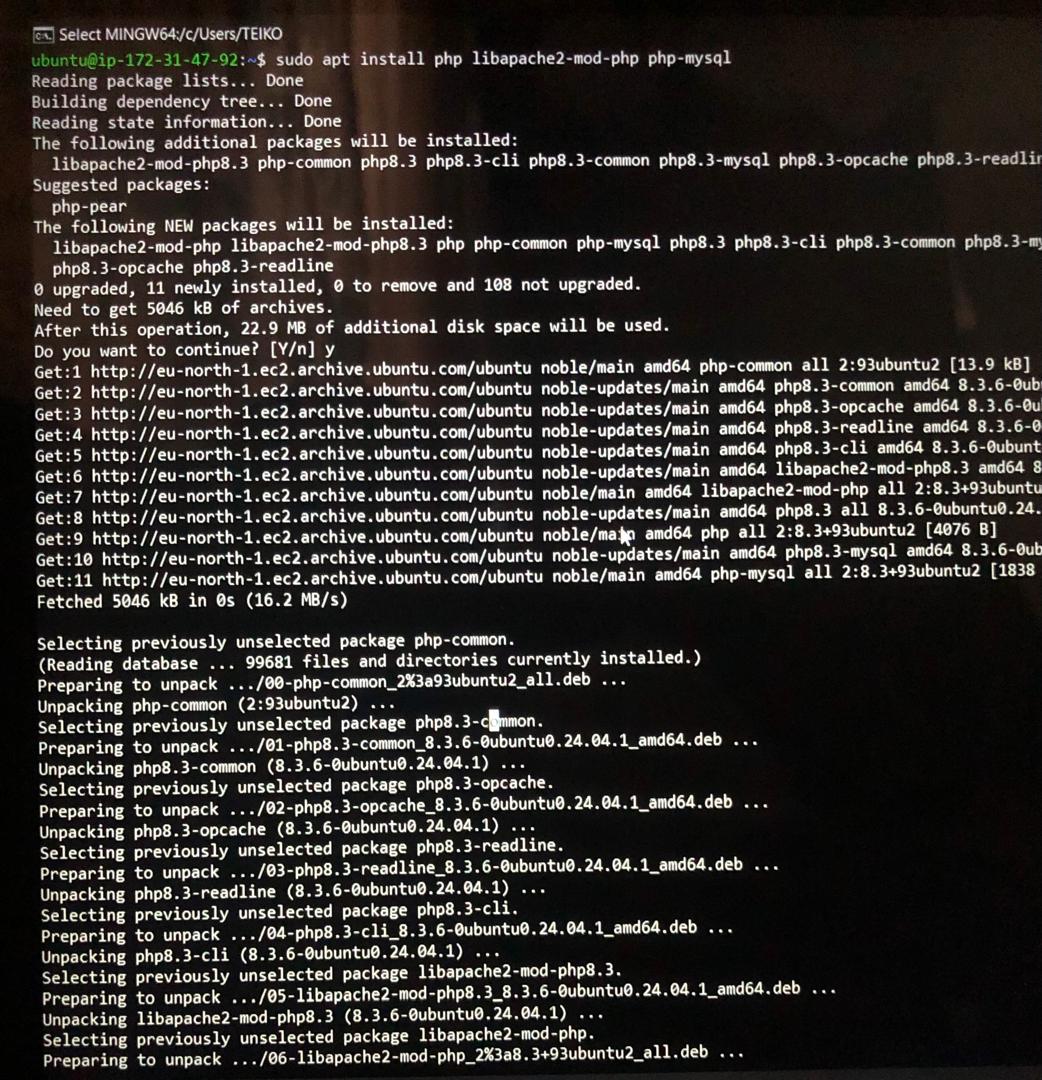 Select MINGW64:/c/Users/TEIKO
ubuntu@ip-172-31-47-92:~$ sudo apt install php libapache2-mod-php php-mysql
Reading package lists... Done
Building dependency tree... Done
Reading state information... Done
The following additional packages will be installed:
libapache2-mod-php8.3 php-common php8.3 php8.3-cli php8.3-common php8.3-mysql php8.3-opcache php8.3-readlin
Suggested packages:
php-pear
The following NEW packages will be installed:
libapache2-mod-php libapache2-mod-php8.3 php php-common php-mysql php8.3 php8.3-cli php8.3-common php8.3-my
php8.3-opcache php8.3-readline
0 upgraded, 11 newly installed, 0 to remove and 108 not upgraded.
Need to get 5046 kB of archives.
After this operation, 22.9 MB of additional disk space will be used.
Do you want to continue? [Y/n] y
Get:1 http://eu-north-1.ec2.archive.ubuntu.com/ubuntu noble/main amd64 php-common all 2:93ubuntu2 [13.9 kB]
Get:2 http://eu-north-1.ec2.archive.ubuntu.com/ubuntu noble-updates/main amd64 php8.3-common amd64 8.3.6-0ub
Get:3 http://eu-north-1.ec2.archive.ubuntu.com/ubuntu noble-updates/main amd64 php8.3-opcache amd64 8.3.6-0u
Get:4 http://eu-north-1.ec2.archive.ubuntu.com/ubuntu noble-updates/main amd64 php8.3-readline amd64 8.3.6-0
Get:5 http://eu-north-1.ec2.archive.ubuntu.com/ubuntu noble-updates/main amd64 php8.3-cli amd64 8.3.6-0ubunt
Get:6 http://eu-north-1.ec2.archive.ubuntu.com/ubuntu noble-updates/main amd64 libapache2-mod-php8.3 amd64 8
Get:7 http://eu-north-1.ec2.archive.ubuntu.com/ubuntu noble/main amd64 libapache2-mod-php all 2:8.3+93ubuntu
Get:8 http://eu-north-1.ec2.archive.ubuntu.com/ubuntu noble-updates/main amd64 php8.3 all 8.3.6-0ubuntu0.24.
Get:9 http://eu-north-1.ec2.archive.ubuntu.com/ubuntu noble/main amd64 php all 2:8.3+93ubuntu2 [4076 B]
Get:10 http://eu-north-1.ec2.archive.ubuntu.com/ubuntu noble-updates/main amd64 php8.3-mysql amd64 8.3.6-0ub
Get:11 http://eu-north-1.ec2.archive.ubuntu.com/ubuntu noble/main amd64 php-mysql all 2:8.3+93ubuntu2 [1838
Fetched 5046 kB in 0s (16.2 MB/s)
Selecting previously unselected package php-common.
(Reading database ... 99681 files and directories currently installed.)
Preparing to unpack .../00-php-common_2%3a93ubuntu2_all.deb ...
Unpacking php-common (2:93ubuntu2) ...
Selecting previously unselected package php8.3-common.
Preparing to unpack .../01-php8.3-common_8.3.6-0ubuntu0.24.04.1_amd64.deb ...
Unpacking php8.3-common (8.3.6-0ubuntu0.24.04.1) ...
Selecting previously unselected package php8.3-opcache.
Preparing to unpack .../02-php8.3-opcache_8.3.6-0ubuntu0.24.04.1_amd64.deb ...
Unpacking php8.3-opcache (8.3.6-0ubuntu0.24.04.1) ...
Selecting previously unselected package php8.3-readline.
Preparing to unpack .../03-php8.3-readline_8.3.6-0ubuntu0.24.04.1_amd64.deb ...
Unpacking php8.3-readline (8.3.6-0ubuntu0.24.04.1) ...
Selecting previously unselected package php8.3-cli.
Preparing to unpack .../04-php8.3-cli_8.3.6-0ubuntu0.24.04.1_amd64.deb ...
Unpacking php8.3-cli (8.3.6-0ubuntu0.24.04.1) ...
Selecting previously unselected package libapache2-mod-php8.3.
Preparing to unpack .../05-libapache2-mod-php8.3_8.3.6-0ubuntu0.24.04.1_amd64.deb ...
Unpacking libapache2-mod-php8.3 (8.3.6-0ubuntu0.24.04.1) ...
Selecting previously unselected package libapache2-mod-php.
Preparing to unpack .../06-libapache2-mod-php_2%3a8.3+93ubuntu2_all.deb ...